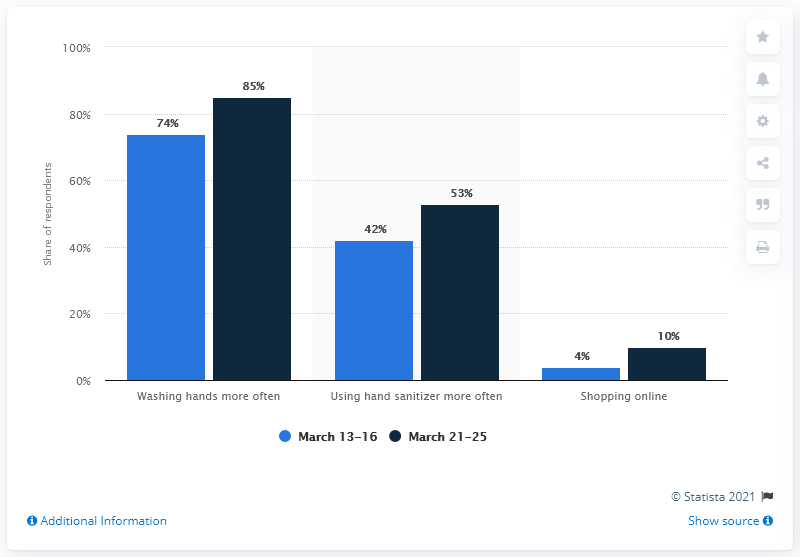 100%
80%
60%
40%
20%
0%
Share of respondents
74%
85%
42%
53%
4%
10%
Washing hands more often
Using hand sanitizer more often
Shopping online
March 13-16
March 21-25
© Statista 2021
Additional Information
Show source